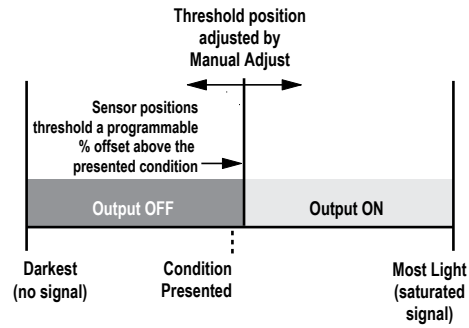 Threshold position
adjusted by
Manual Adjust
Sensor positions
threshold a programmable
% offset above the
presented condition
Output OFF
Output ON
Darkest
(no signal)
Condition
Presented
Most Light
(saturated
signal)